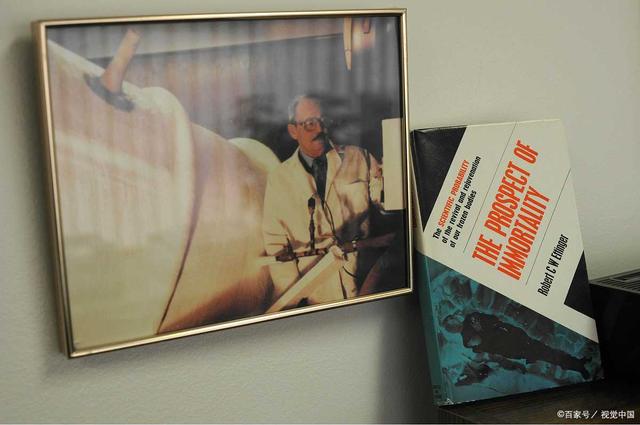 The SCIENTIFIC PROBABILITY
of the revival and rejuvenation
of our frozen bodies
THE PROSPECT OF
IMMORTALITY
Robert C W Ettinger
©百家号／视觉中国